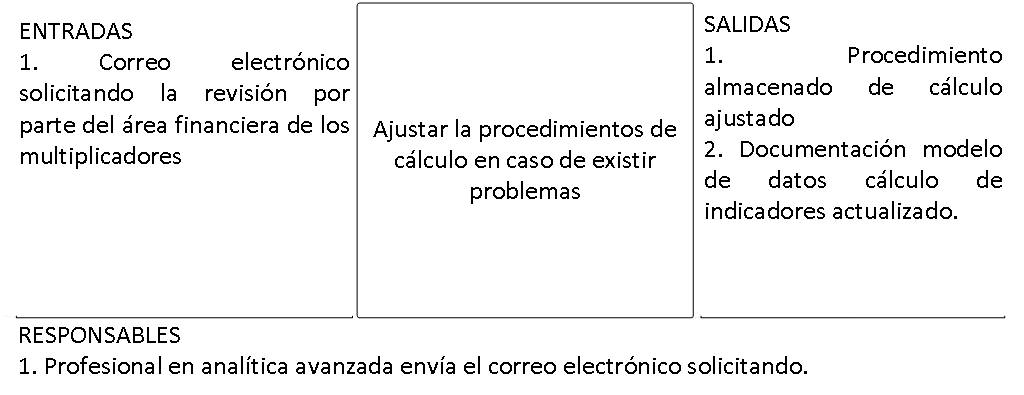 ENTRADAS
1. Correo electrónico
solicitando la revisión por
parte del área financiera de los
multiplicadores
Ajustar la procedimientos de
cálculo en caso de existir
problemas
SALIDAS
1. Procedimiento
almacenado de cálculo
ajustado
2. Documentación modelo
de datos cálculo de
indicadores actualizado.
RESPONSABLES
1. Profesional en analítica avanzada envía el correo electrónico solicitando.